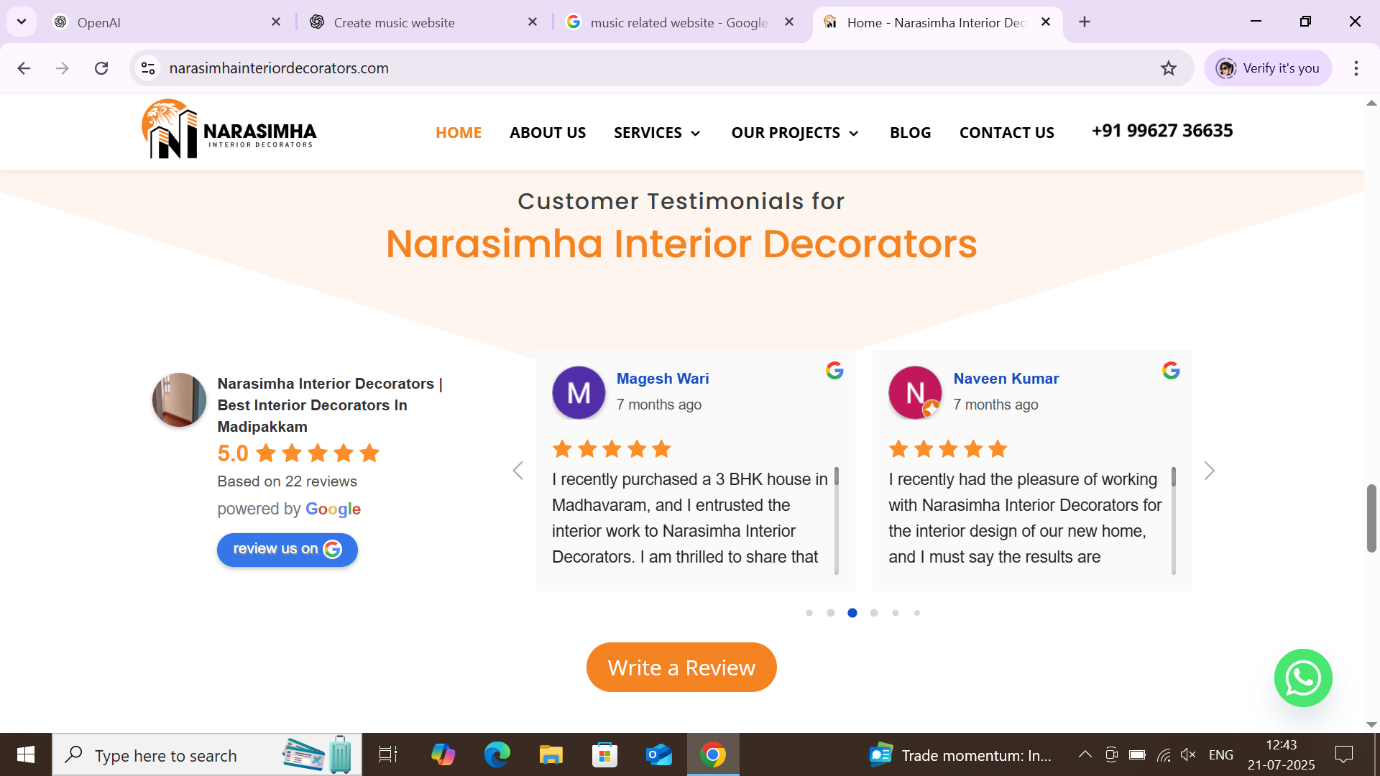 OpenAI
Create music website
music related website - Google
Home - Narasimha Interior Dec
narasimhainteriordecorators.com
Verify it's you
NARASIMHA
INTERIOR DECORATORS
HOME
ABOUT US
SERVICES
OUR PROJECTS
BLOG
CONTACT US
+91 99627 36635
Customer Testimonials for
Narasimha Interior Decorators
Narasimha Interior Decorators |
Best Interior Decorators In
Madipakkam
5.0
Based on 22 reviews
powered by Google
review us on
M
Magesh Wari
7 months ago
I recently purchased a 3 BHK house in
Madhavaram, and I entrusted the
interior work to Narasimha Interior
Decorators. I am thrilled to share that
N
Naveen Kumar
7 months ago
I recently had the pleasure of working
with Narasimha Interior Decorators for
the interior design of our new home,
and I must say the results are
Write a Review
Type here to search
Trade momentum: In...
ENG
12:43
21-07-2025